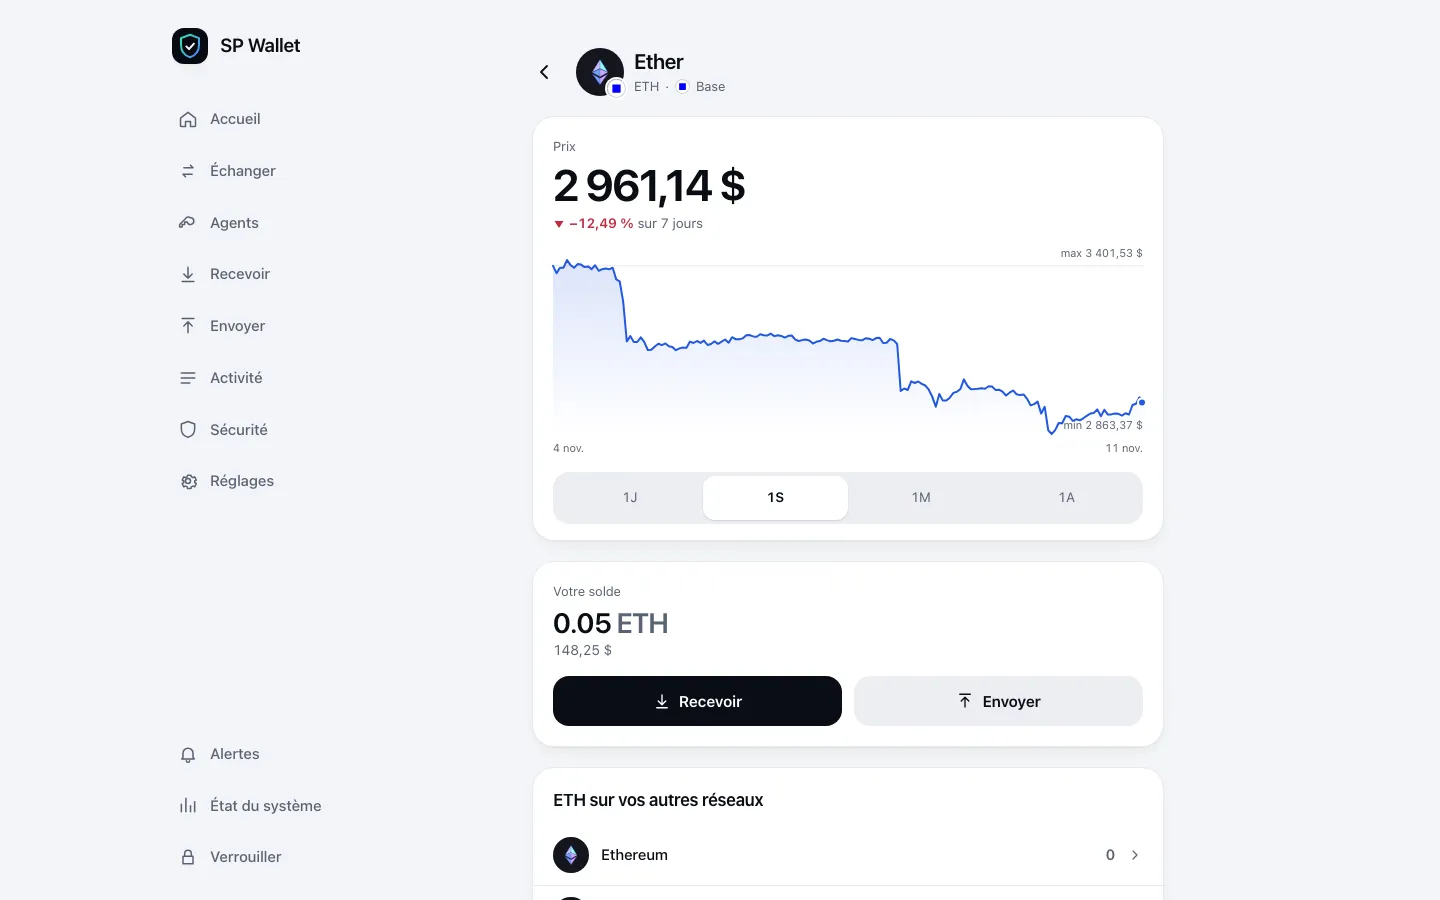 SP Wallet
Accueil
Échanger
Agents
Recevoir
Envoyer
Activité
Sécurité
Réglages
Alertes
État du système
Verrouiller
Ether
ETH · Base
Prix
2 961,14 $
−12,49 % sur 7 jours
max 3 401,53 $
min 2 863,37 $
4 nov. 11 nov.
1J 1S 1M 1A
Votre solde
0.05 ETH
148,25 $
Recevoir Envoyer
ETH sur vos autres réseaux
Ethereum 0